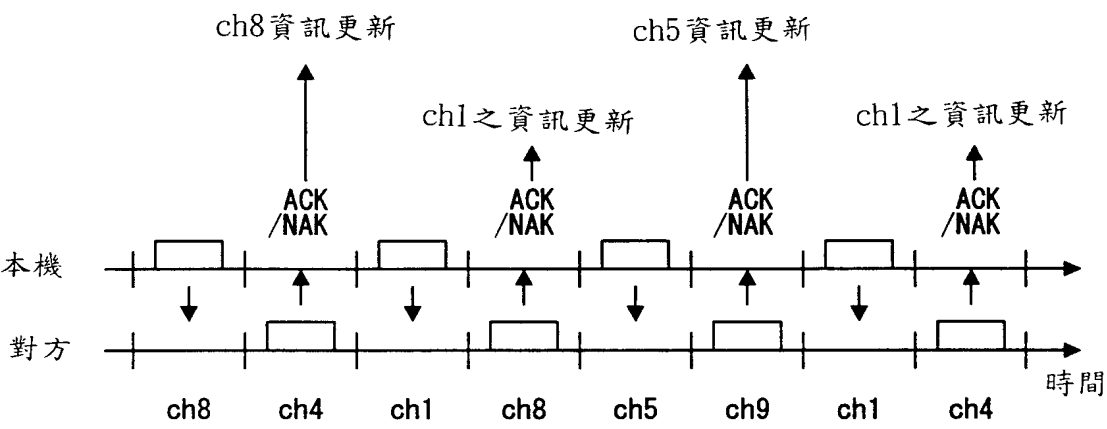 ch8資訊更新
ch5資訊更新
ch1之資訊更新
ch1之資訊更新
ACK
/NAK
ACK
/NAK
ACK
/NAK
ACK
/NAK
本機
對方
時間
ch8 ch4 ch1 ch8 ch5 ch9 ch1 ch4